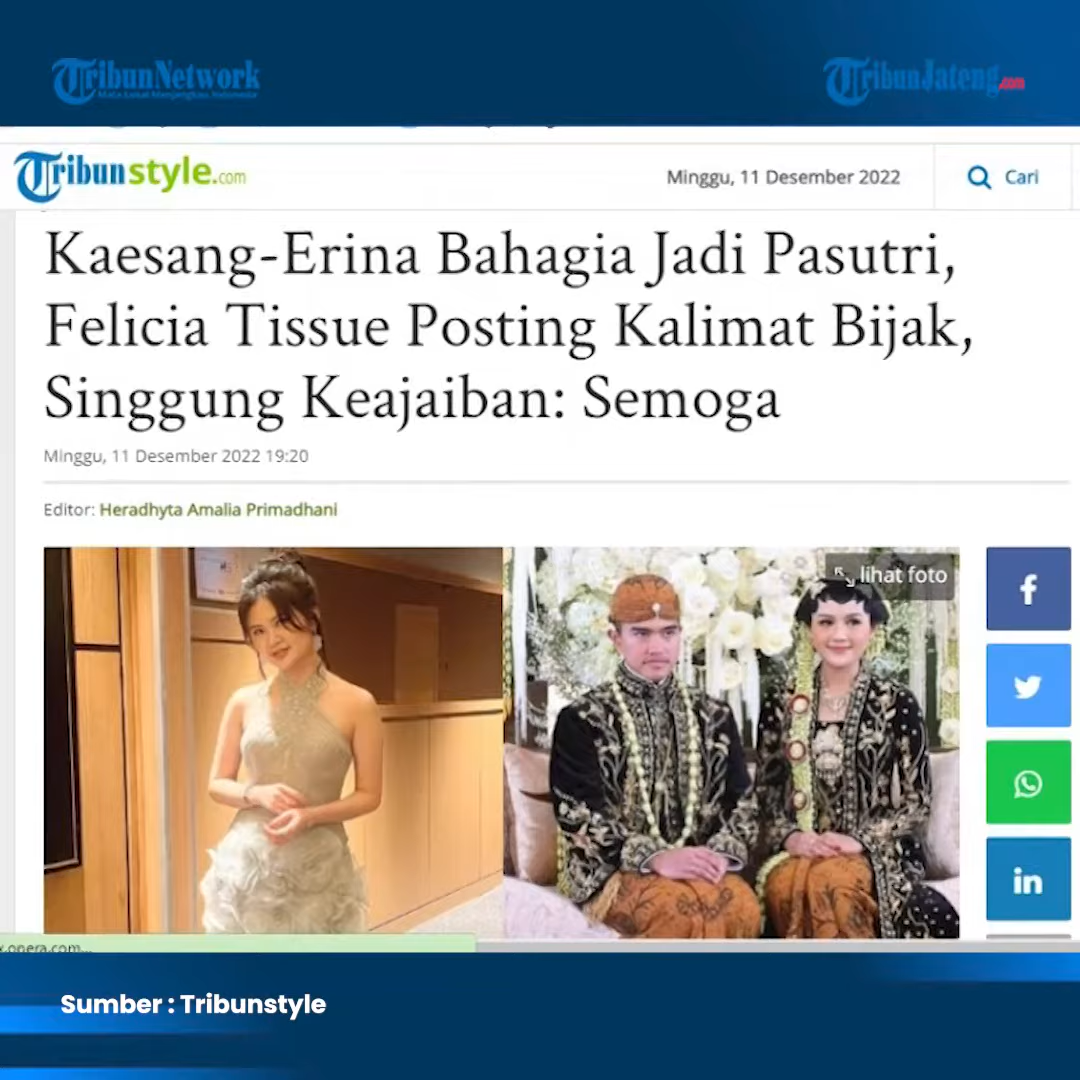 TribunNetwork
TribunJateng.com
Tribunstyle.com
Minggu, 11 Desember 2022
Cari
Kaesang-Erina Bahagia Jadi Pasutri,
Felicia Tissue Posting Kalimat Bijak,
Singgung Keajaiban: Semoga
Minggu, 11 Desember 2022 19:20
Editor: Heradhyta Amalia Primadhani
lihat foto
f
in
Sumber : Tribunstyle